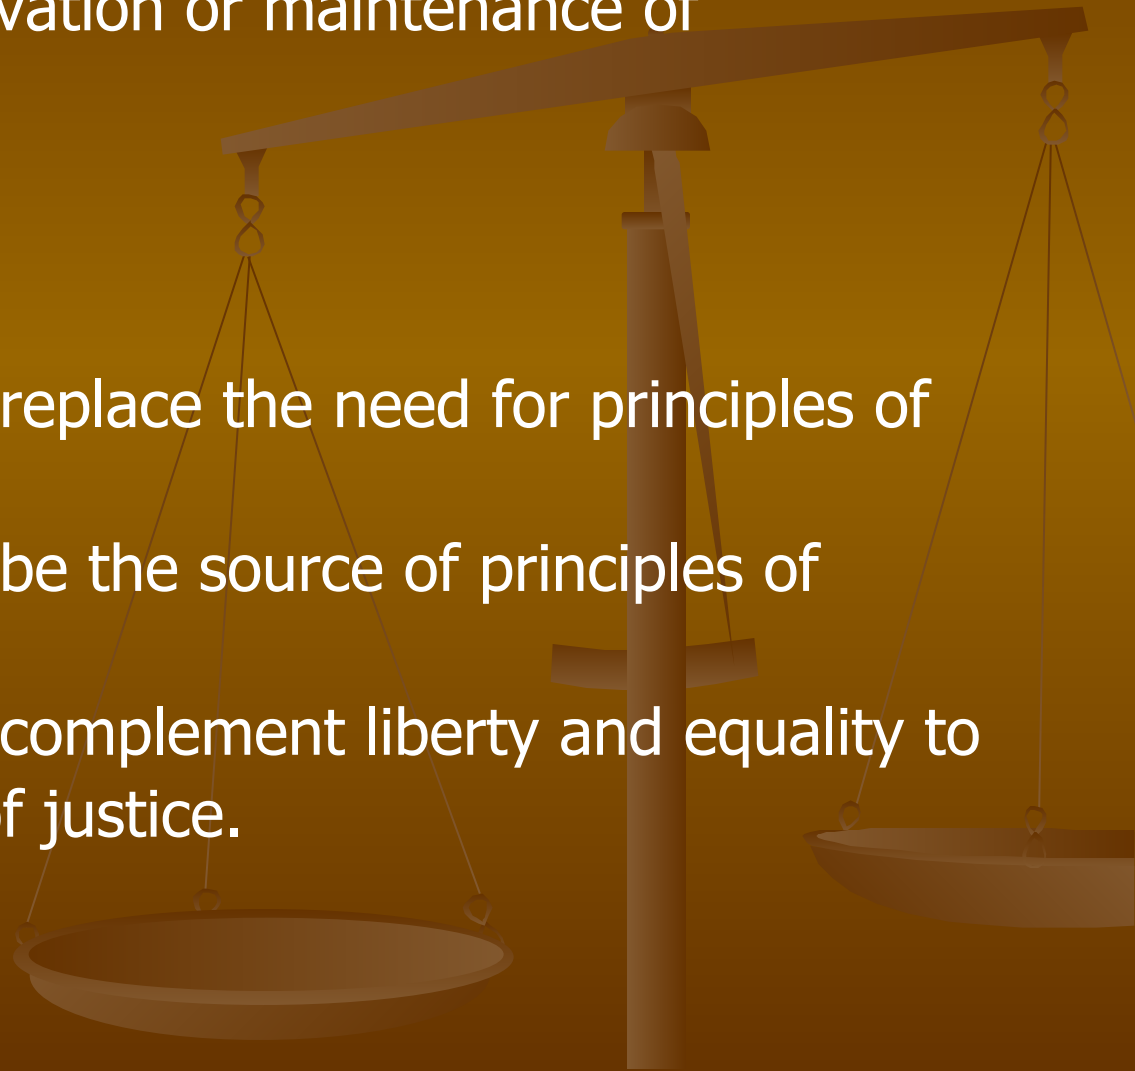 vation or maintenance of
replace the need for principles of
be the source of principles of
complement liberty and equality to
f justice.